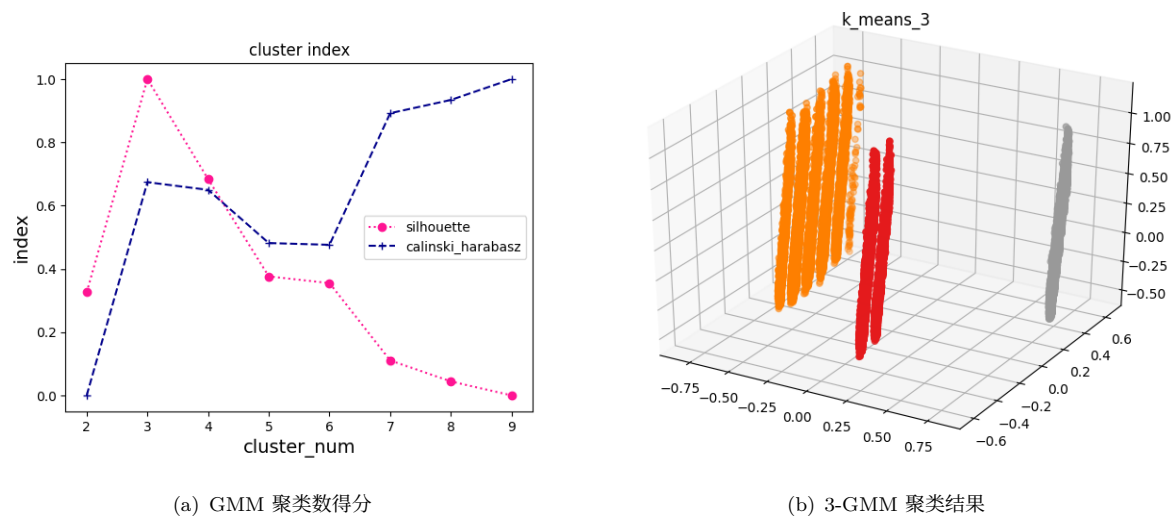 cluster index
1.0
0.8
0.6
0.4
0.2
0.0
index
silhouette
calinski_harabasz
2 3 4 5 6 7 8 9
cluster_num
(a) GMM 聚类数得分
k_means_3
1.00
0.75
0.50
0.25
0.00
−0.25
−0.50
0.6
0.4
0.2
0.0
−0.2
−0.4
−0.6
−0.75 −0.50 −0.25 0.00 0.25 0.50 0.75
(b) 3-GMM 聚类结果